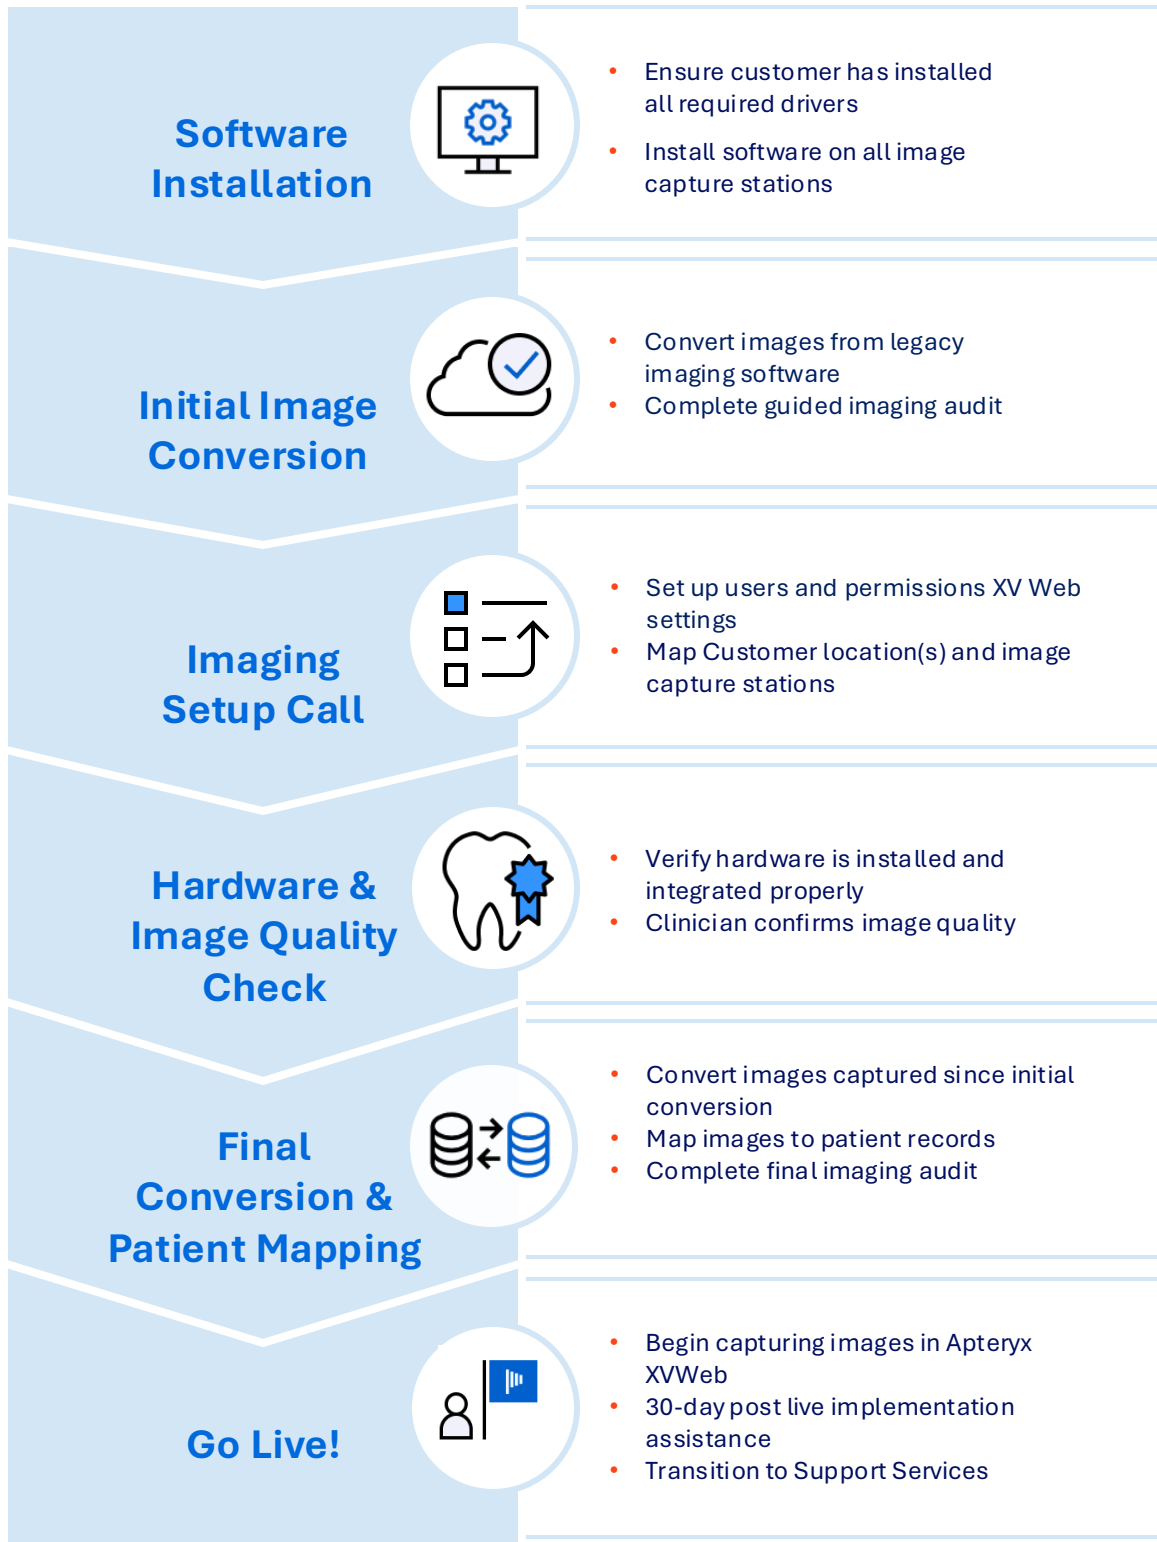 Software
Installation
Ensure customer has installed
all required drivers
Install software on all image
capture stations
Initial Image
Conversion
Convert images from legacy
imaging software
Complete guided imaging audit
Imaging
Setup Call
Set up users and permissions XV Web
settings
Map Customer location(s) and image
capture stations
Hardware &
Image Quality
Check
Verify hardware is installed and
integrated properly
Clinician confirms image quality
Final
Conversion &
Patient Mapping
Convert images captured since initial
conversion
Map images to patient records
Complete final imaging audit
Go Live!
Begin capturing images in Apteryx
XVWeb
30-day post live implementation
assistance
Transition to Support Services